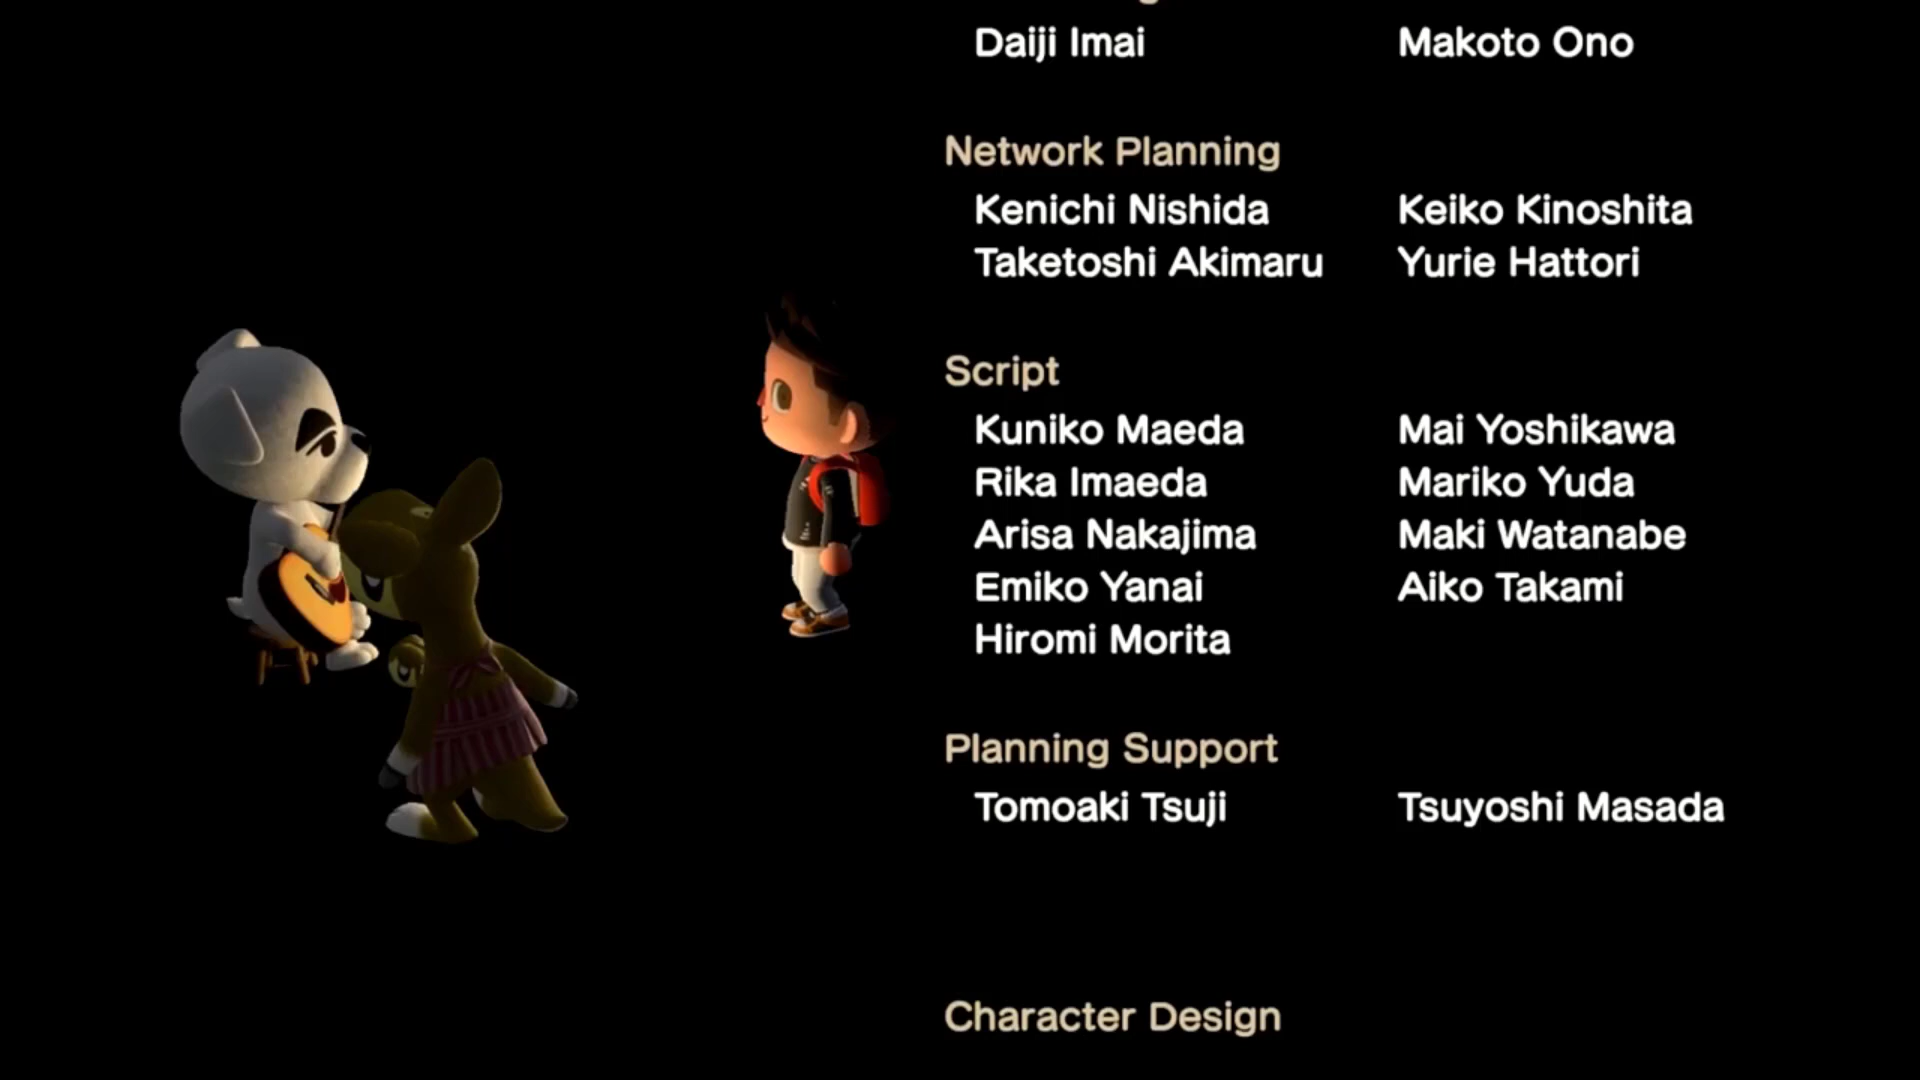 Daiji Imai Makoto Ono
Network Planning
Kenichi Nishida Keiko Kinoshita
Taketoshi Akimaru Yurie Hattori
Script
Kuniko Maeda Mai Yoshikawa
Rika Imaeda Mariko Yuda
Arisa Nakajima Maki Watanabe
Emiko Yanai Aiko Takami
Hiromi Morita
Planning Support
Tomoaki Tsuji Tsuyoshi Masada
Character Design